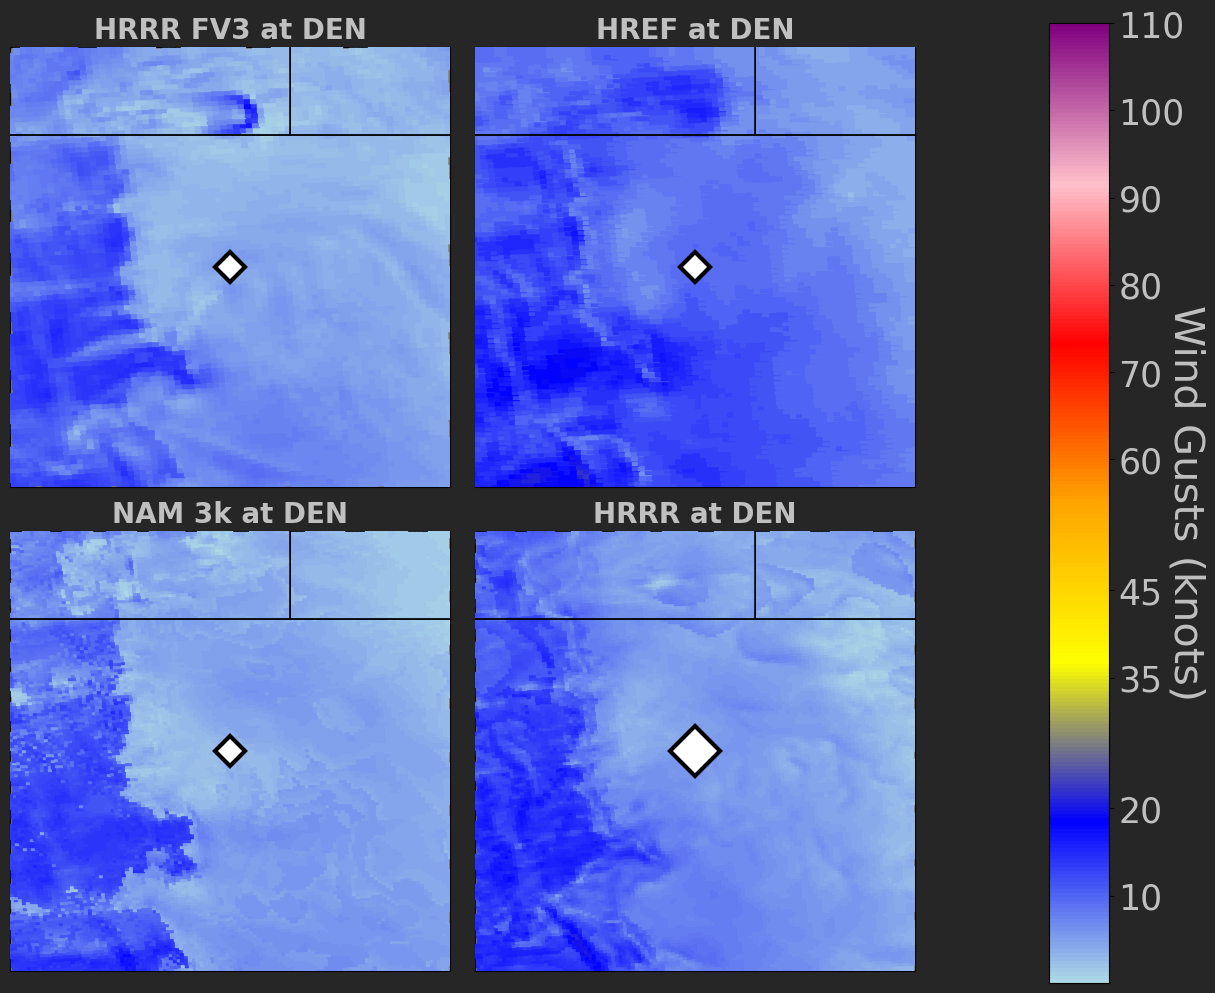 HRRR FV3 at DEN
HREF at DEN
NAM 3k at DEN
HRRR at DEN
110
100
90
80
70
60
45
35
20
10
Wind Gusts (knots)